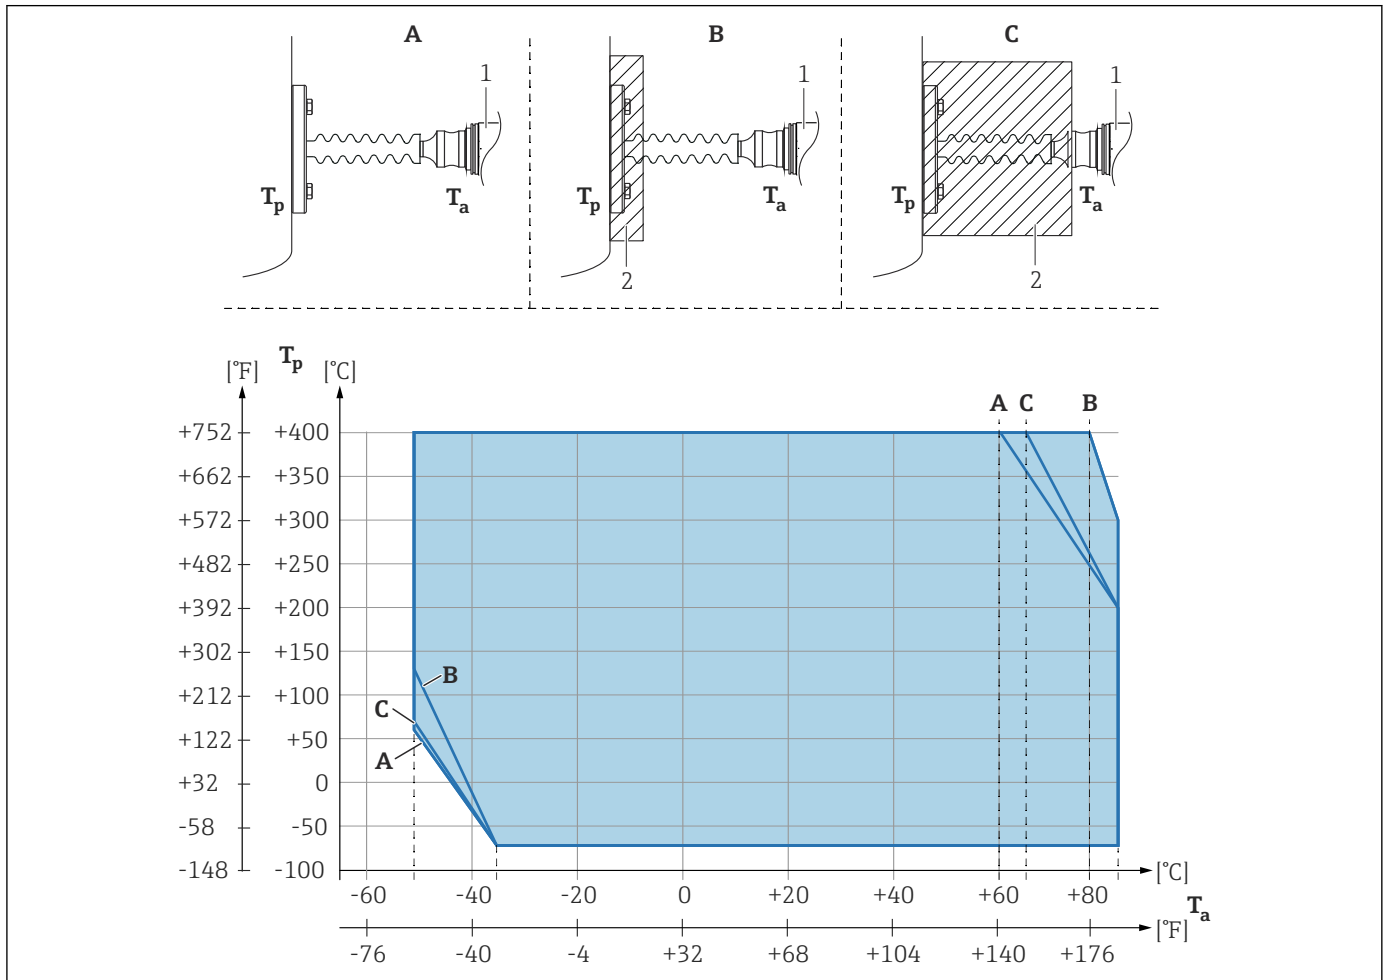 A B C
1 1 1
Tp Ta Tp Ta Tp Ta
2 2
Tp
[°F] [°C]
A C B
+752 +400
+662 +350
+572 +300
+482 +250
+392 +200
+302 +150
B
+212 +100
C
+122 +50
A
+32 0
-58 -50
-148 -100
[°C]
-60 -40 -20 0 +20 +40 +60 +80
Ta
[°F]
-76 -40 -4 +32 +68 +104 +140 +176